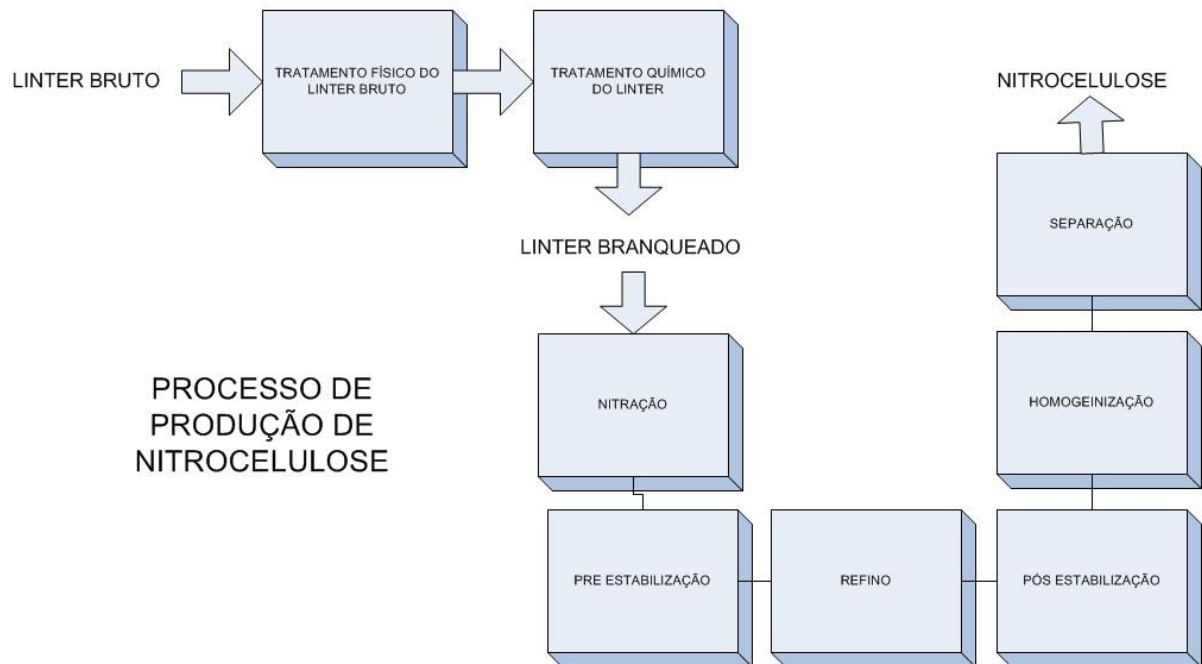 LINTER BRUTO
TRATAMENTO FÍSICO DO
LINTER BRUTO
TRATAMENTO QUÍMICO
DO LINTER
LINTER BRANQUEADO
NITRAÇÃO
PRE ESTABILIZAÇÃO
REFINO
PÓS ESTABILIZAÇÃO
HOMOGEINIZAÇÃO
SEPARAÇÃO
NITROCELULOSE
PROCESSO DE
PRODUÇÃO DE
NITROCELULOSE